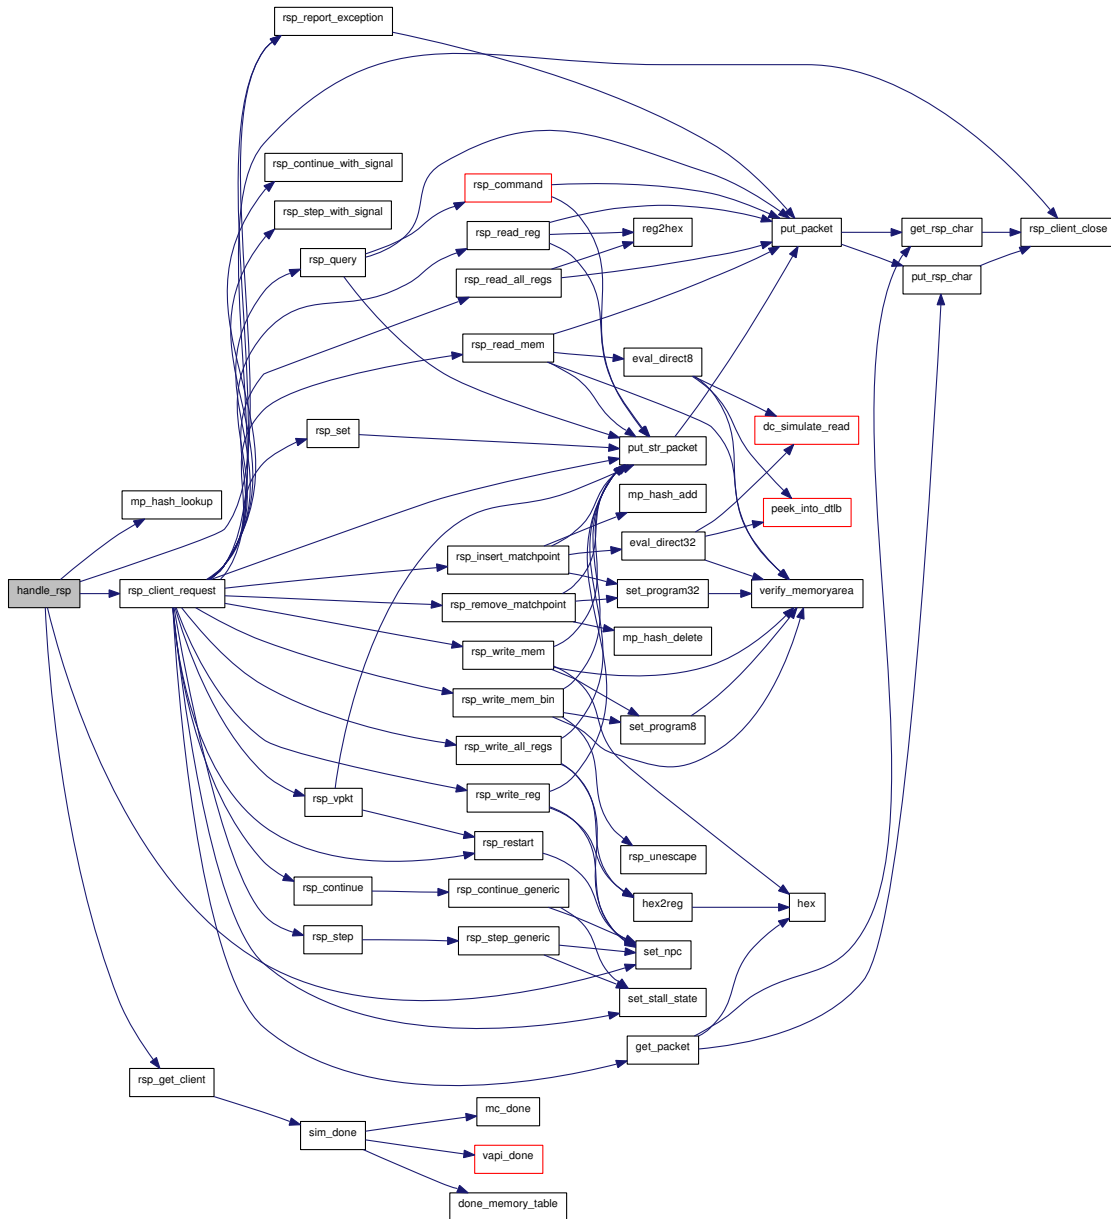 rsp_report_exception
rsp_continue_with_signal
rsp_command
rsp_step_with_signal
reg2hex
put_packet
get_rsp_char
rsp_client_close
rsp_read_reg
rsp_query
rsp_read_all_regs
put_rsp_char
rsp_read_mem
eval_direct8
rsp_set
dc_simulate_read
put_str_packet
mp_hash_lookup
mp_hash_add
peek_into_dtlb
rsp_insert_matchpoint
eval_direct32
handle_rsp
rsp_client_request
set_program32
verify_memoryarea
rsp_remove_matchpoint
mp_hash_delete
rsp_write_mem
rsp_write_mem_bin
set_program8
rsp_write_all_regs
rsp_vpkt
rsp_write_reg
rsp_restart
rsp_unescape
rsp_continue
rsp_continue_generic
hex2reg
hex
rsp_step
rsp_step_generic
set_npc
set_stall_state
get_packet
rsp_get_client
mc_done
sim_done
vapi_done
done_memory_table